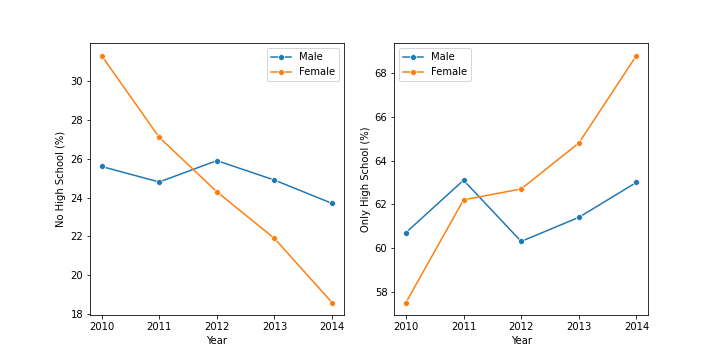 No High School (%)
30
28
26
24
22
20
18
2010 2011 2012 2013 2014
Year
Male
Female
Only High School (%)
68
66
64
62
60
58
2010 2011 2012 2013 2014
Year
Male
Female